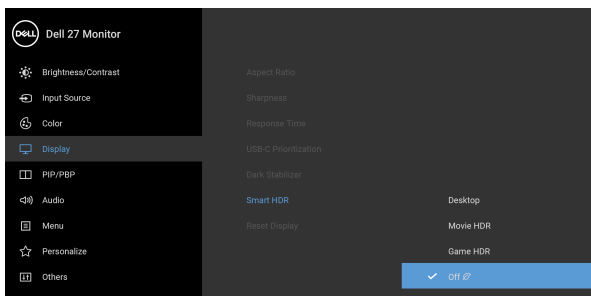 DELL Dell 27 Monitor
Brightness/Contrast
Input Source
Color
Display
PIP/PBP
Audio
Menu
Personalize
Others
Aspect Ratio
Sharpness
Response Time
USB-C Prioritization
Dark Stabilizer
Smart HDR
Reset Display
Desktop
Movie HDR
Game HDR
Off